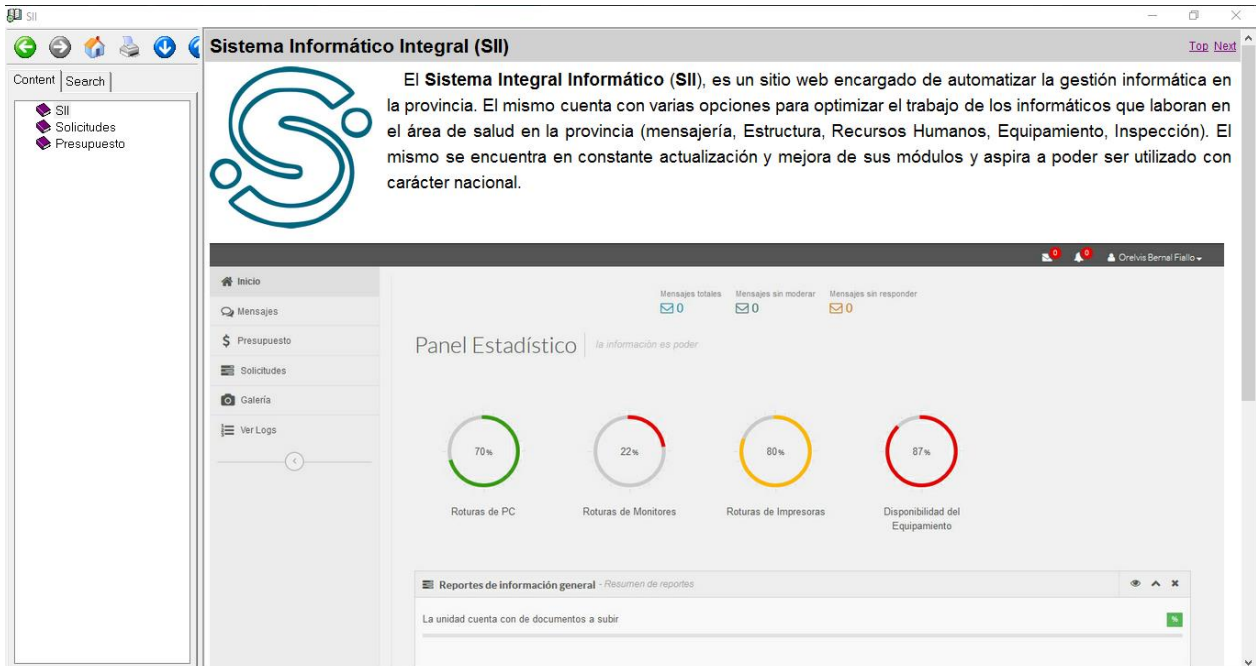 SII
Content Search
SII
Solicitudes
Presupuesto
Sistema Informático Integral (SII)
Top Next
El Sistema Integral Informático (SII), es un sitio web encargado de automatizar la gestión informática en
la provincia. El mismo cuenta con varias opciones para optimizar el trabajo de los informáticos que laboran en
el área de salud en la provincia (mensajería, Estructura, Recursos Humanos, Equipamiento, Inspección). El
mismo se encuentra en constante actualización y mejora de sus módulos y aspira a poder ser utilizado con
carácter nacional.
0 0 Orelvis Bernal Fiallo
Inicio
Mensajes
Presupuesto
Solicitudes
Galería
Ver Logs
Mensajes totales Mensajes sin moderar Mensajes sin responder
0 0 0
Panel Estadístico la información es poder
70% 22% 80% 87%
Roturas de PC Roturas de Monitores Roturas de Impresoras Disponibilidad del
Equipamiento
Reportes de información general - Resumen de reportes
La unidad cuenta con de documentos a subir %